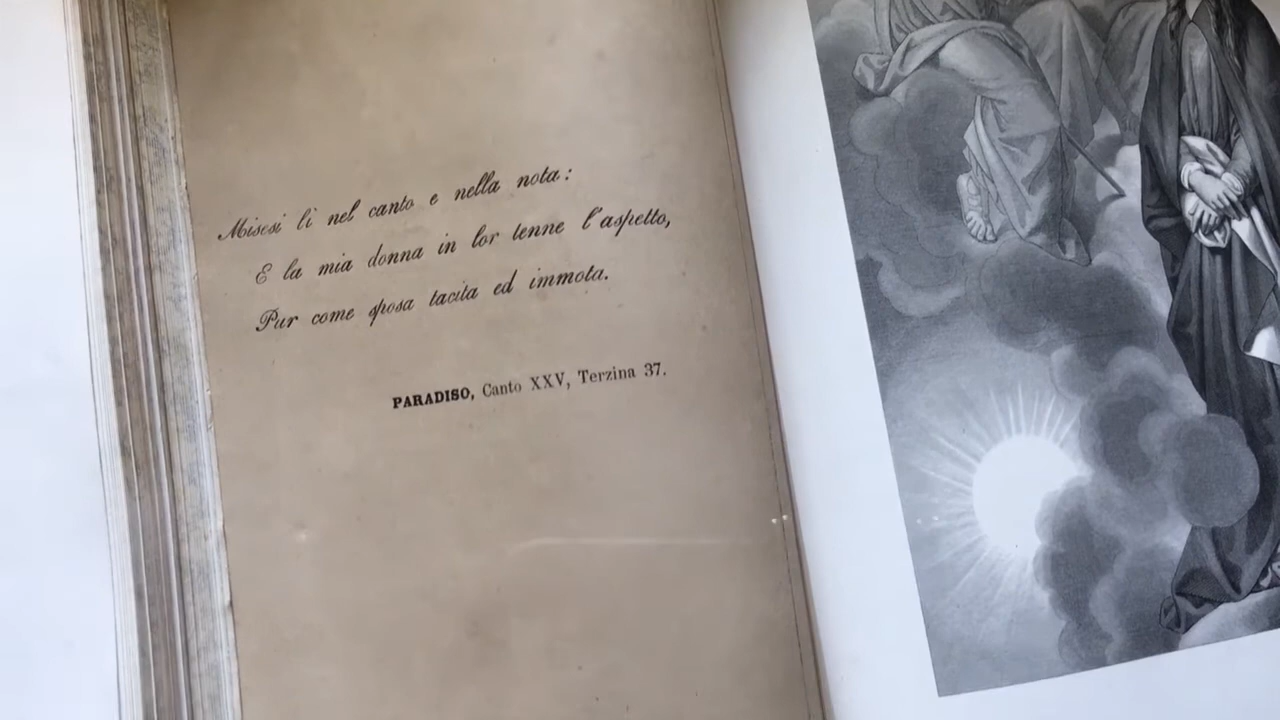 Misesi lì nel canto e nella nota:
E la mia donna in lor tenne l'aspetto,
Pur come sposa tacita ed immota.
PARADISO, Canto XXV, Terzina 37.